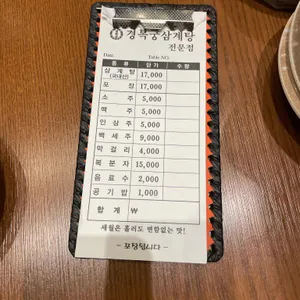 경복궁삼계탕
전문점
Date. Table NO.
품 류 단가 수량
삼 계 탕 17,000
(국내산)
포 장 17,000
소 주 5,000
맥 주 5,000
인 삼 주 5,000
백 세 주 9,000
막 걸 리 4,000
복 분 자 15,000
음 료 수 2,000
공 기 밥 1,000
합 계 ₩
세월은 흘러도 변함없는 맛!
- 포장됩니다 -